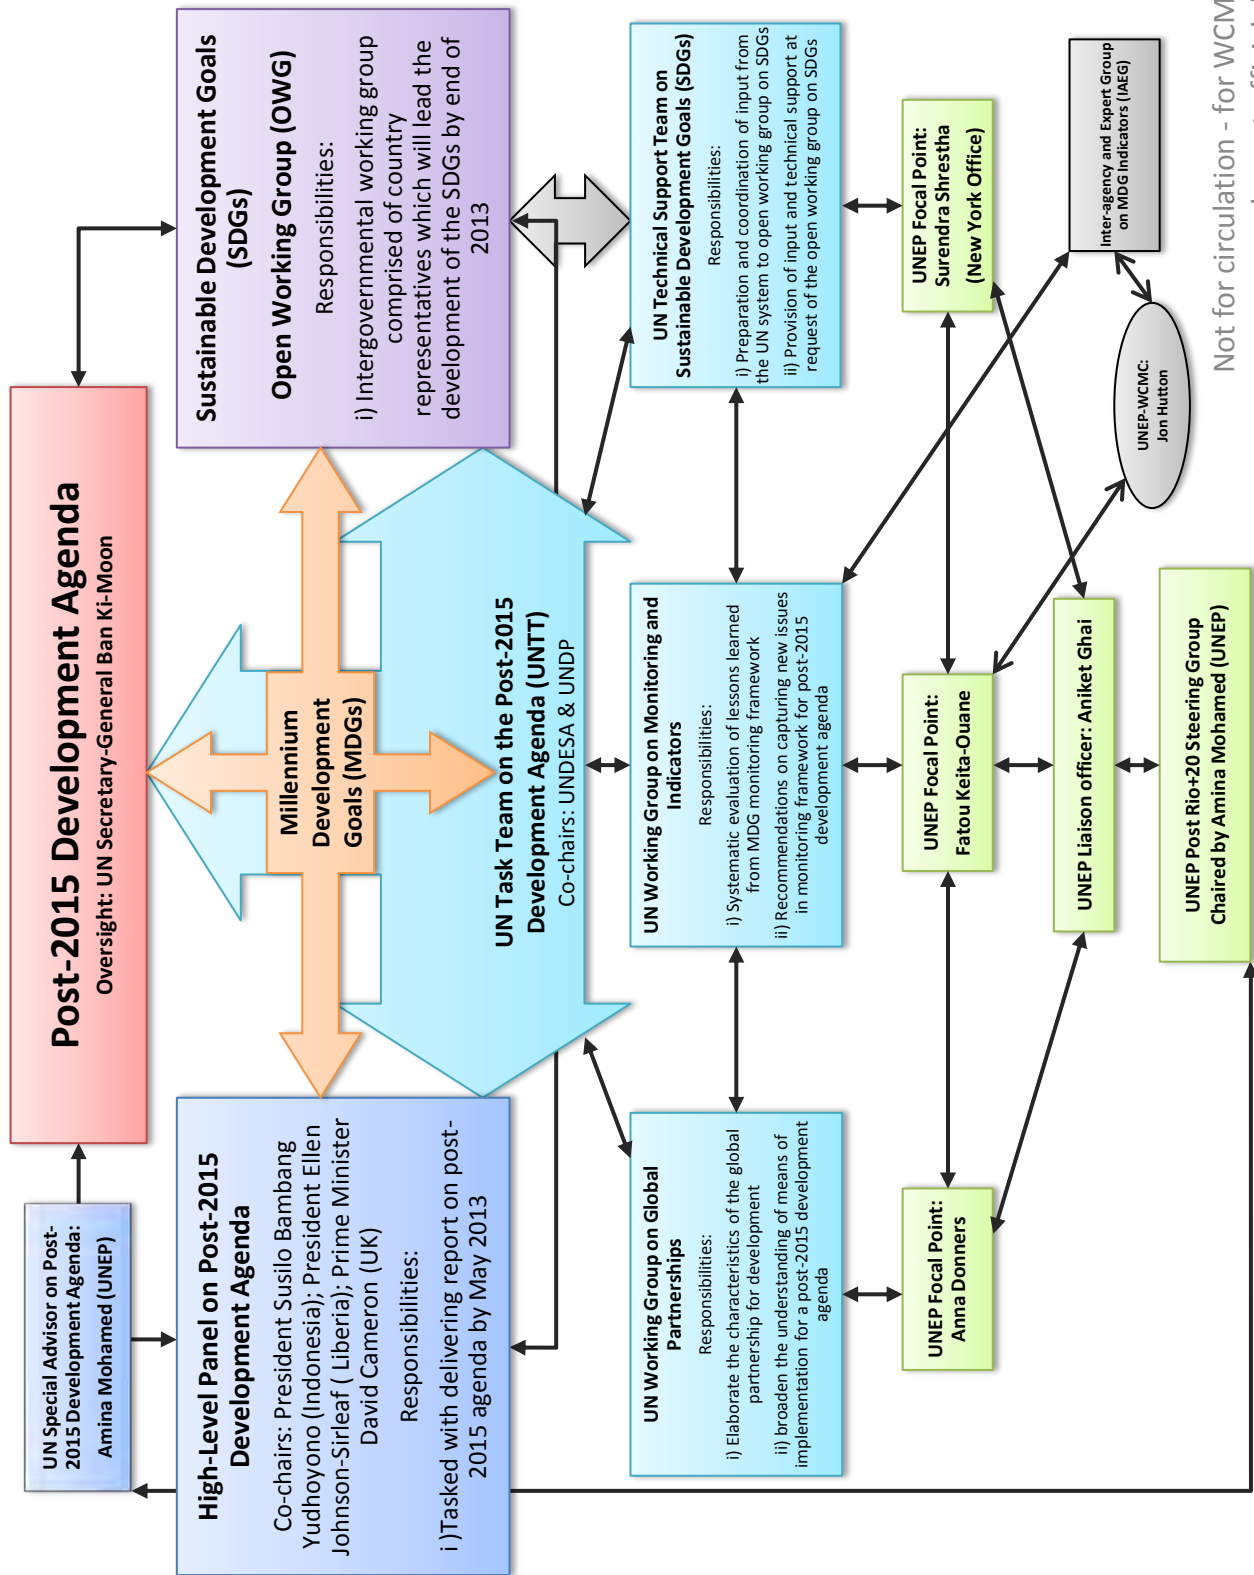 Post-2015 Development Agenda
Oversight: UN Secretary-General Ban Ki-Moon
UN Special Advisor on Post-
2015 Development Agenda:
Amina Mohamed (UNEP)
High-Level Panel on Post-2015
Development Agenda
Co-chairs: President Susilo Bambang
Yudhoyono (Indonesia); President Ellen
Johnson-Sirleaf ( Liberia); Prime Minister
David Cameron (UK)
Responsibilities:
i )Tasked with delivering report on post-
2015 agenda by May 2013
Millennium
Development
Goals (MDGs)
Sustainable Development Goals
(SDGs)
Open Working Group (OWG)
Responsibilities:
i) Intergovernmental working group
comprised of country
representatives which will lead the
development of the SDGs by end of
2013
UN Task Team on the Post-2015
Development Agenda (UNTT)
Co-chairs: UNDESA & UNDP
UN Working Group on Global
Partnerships
Responsibilities:
i) Elaborate the characteristics of the global
partnership for development
ii) broaden the understanding of means of
implementation for a post-2015 development
agenda
UN Working Group on Monitoring and
Indicators
Responsibilities:
i) Systematic evaluation of lessons learned
from MDG monitoring framework
ii) Recommendations on capturing new issues
in monitoring framework for post-2015
development agenda
UN Technical Support Team on
Sustainable Development Goals (SDGs)
Responsibilities:
i) Preparation and coordination of input from
the UN system to open working group on SDGs
ii) Provision of input and technical support at
request of the open working group on SDGs
UNEP Focal Point:
Anna Donners
UNEP Focal Point:
Fatou Keita-Ouane
UNEP Focal Point:
Surendra Shrestha
(New York Office)
UNEP Liaison officer: Aniket Ghai
UNEP-WCMC:
Jon Hutton
Inter-agency and Expert Group
on MDG Indicators (IAEG)
UNEP Post Rio-20 Steering Group
Chaired by Amina Mohamed (UNEP)
Not for circulation - for WCM